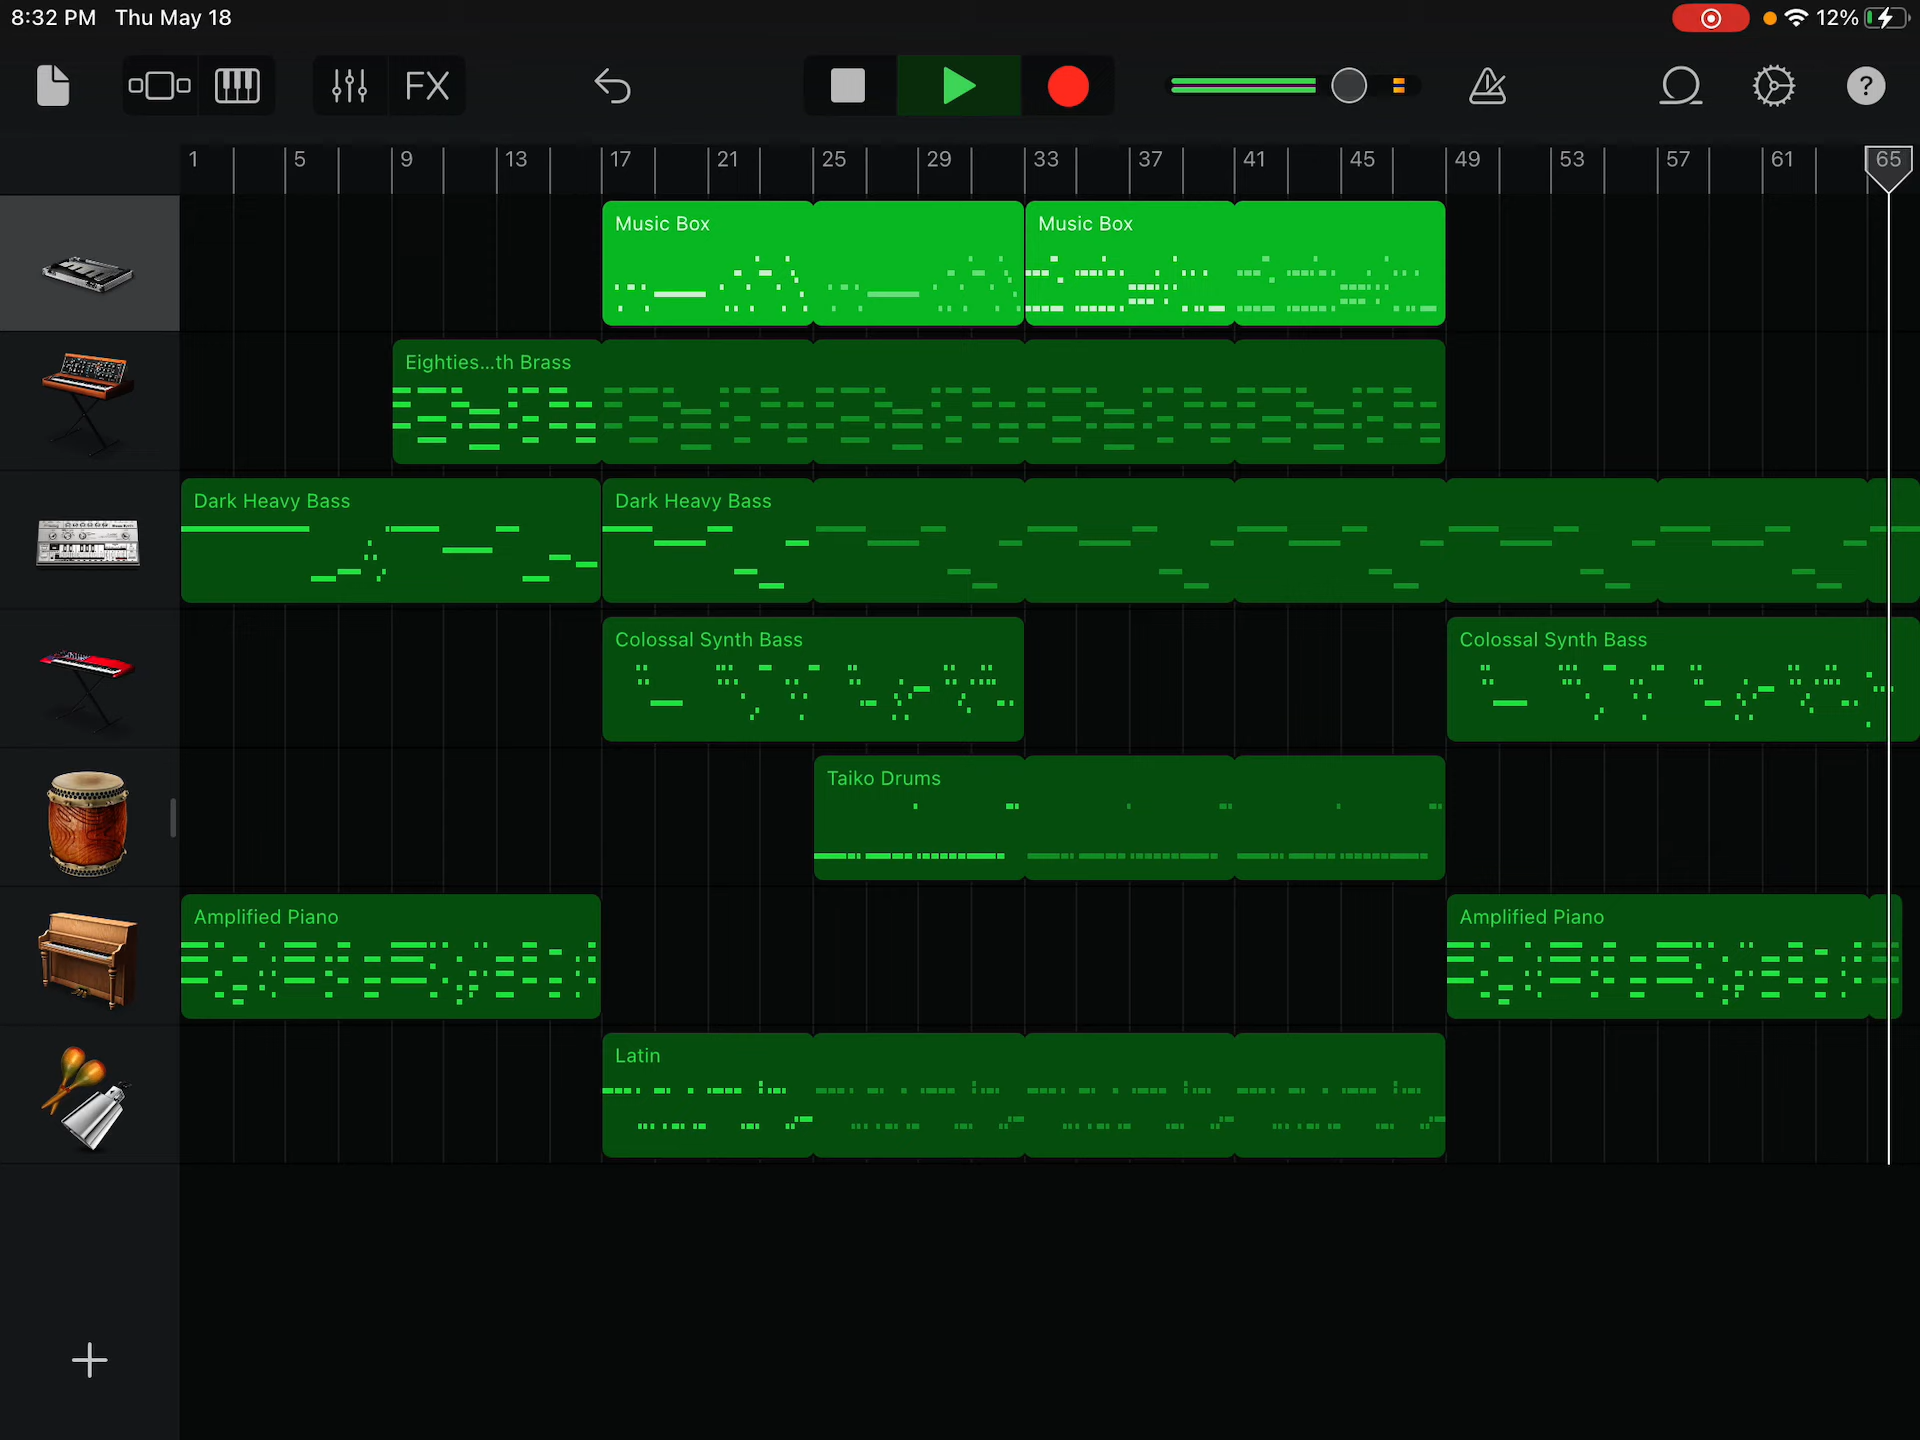 8:32 PM Thu May 18
12%
FX
?
1 5 9 13 17 21 25 29 33 37 41 45 49 53 57 61 65
Music Box Music Box
Eighties...th Brass
Dark Heavy Bass Dark Heavy Bass
Colossal Synth Bass Colossal Synth Bass
Taiko Drums
Amplified Piano Amplified Piano
Latin